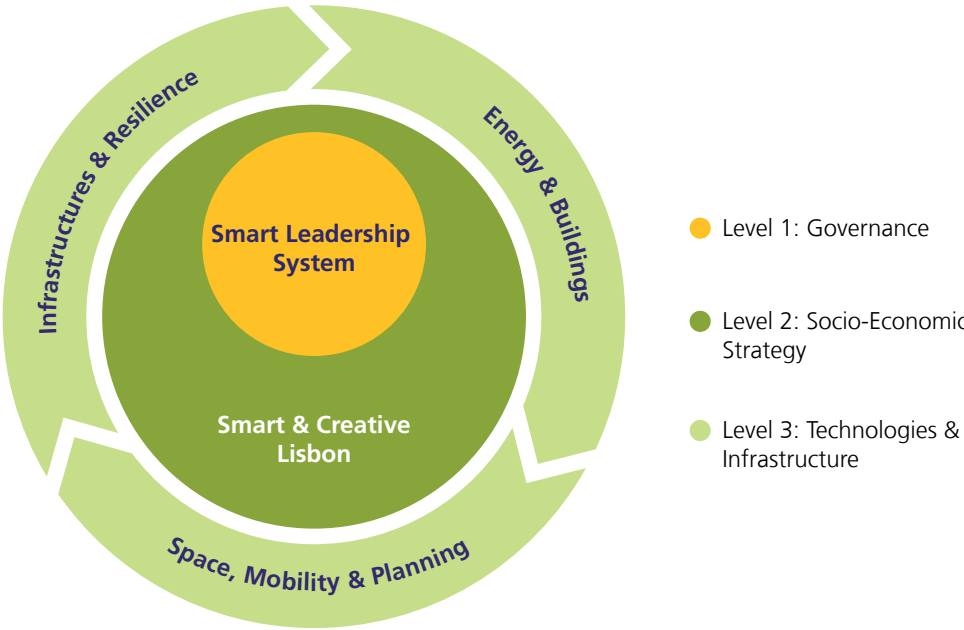 Infrastructures & Resilience
Energy & Buildings
Smart Leadership
System
Smart & Creative
Lisbon
Space, Mobility & Planning
Level 1: Governance
Level 2: Socio-Economic
Strategy
Level 3: Technologies &
Infrastructure